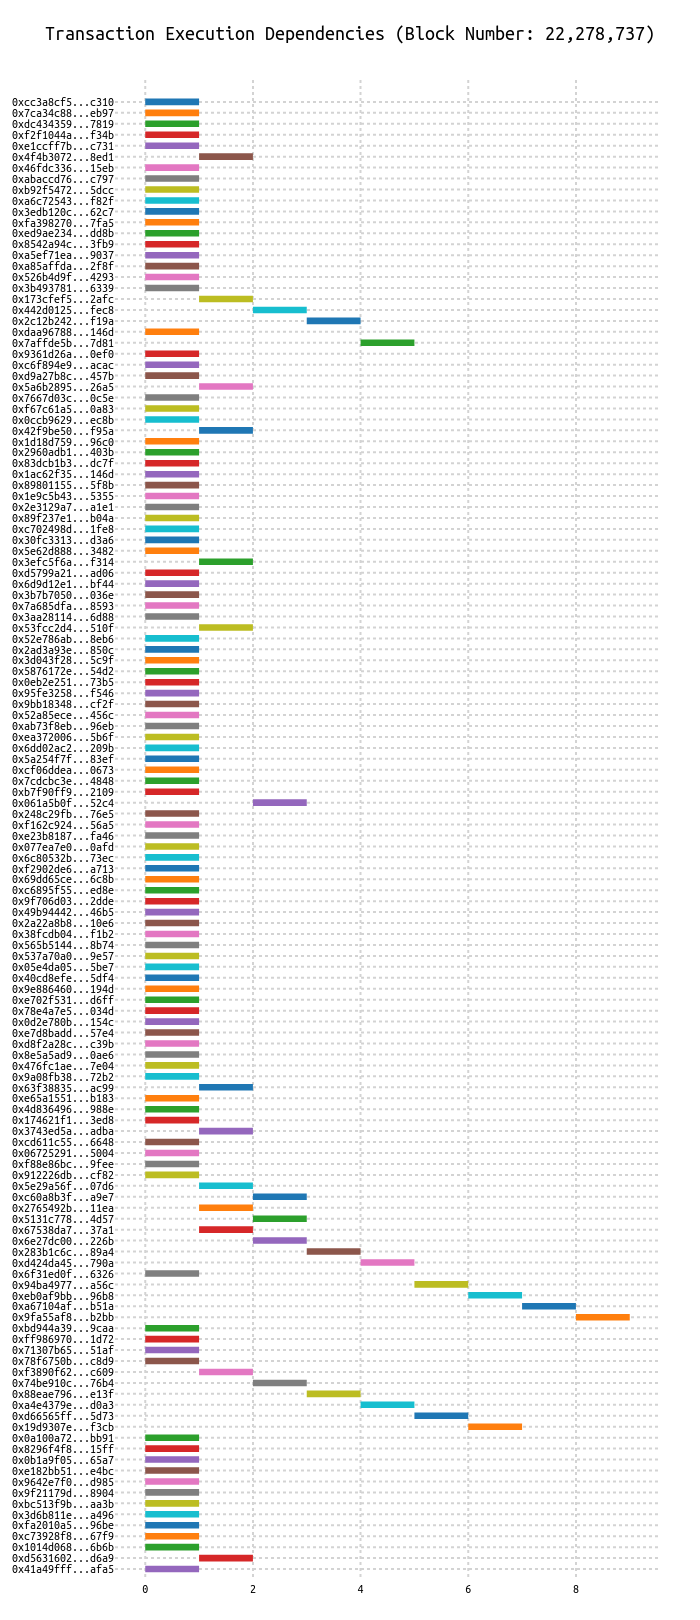 Transaction Execution Dependencies (Block Number: 22,278,737)
0xcc3a8cf5...c310
0x7ca34c88...eb97
0xdc434359...7819
0xf2f1044a...f34b
0xe1ccff7b...c731
0x4f4b3072...8ed1
0x46fdc336...15eb
0xabaccd76...c797
0xb92f5472...5dcc
0xa6c72543...f82f
0x3edb120c...62c7
0xfa398270...7fa5
0xed9ae234...dd8b
0x8542a94c...3fb9
0xa5ef71ea...9037
0xa85affda...2f8f
0x526b4d9f...4293
0x3b493781...6339
0x173cfef5...2afc
0x442d0125...fec8
0x2c12b242...f19a
0xdaa96788...146d
0x7affde5b...7d81
0x9361d26a...0ef0
0xc6f894e9...acac
0xd9a27b8c...457b
0x5a6b2895...26a5
0x7667d03c...0c5e
0xf67c61a5...0a83
0x0ccb9629...ec8b
0x42f9be50...f95a
0x1d18d759...96c0
0x2960adb1...403b
0x83dcb1b3...dc7f
0x1ac62f35...146d
0x89801155...5f8b
0x1e9c5b43...5355
0x2e3129a7...a1e1
0x89f237e1...b04a
0xc702498d...1fe8
0x30fc3313...d3a6
0x5e62d888...3482
0x3efc5f6a...f314
0xd5799a21...ad06
0x6d9d12e1...bf44
0x3b7b7050...036e
0x7a685dfa...8593
0x3aa28114...6d88
0x53fcc2d4...510f
0x52e786ab...8eb6
0x2ad3a93e...850c
0x3d043f28...5c9f
0x5876172e...54d2
0x0eb2e251...73b5
0x95fe3258...f546
0x9bb18348...cf2f
0x52a85ece...456c
0xab73f8eb...96eb
0xea372006...5b6f
0x6dd02ac2...209b
0x5a254f7f...83ef
0xcf06ddea...0673
0x7cdcbc3e...4848
0xb7f90ff9...2109
0x061a5b0f...52c4
0x248c29fb...76e5
0xf162c924...56a5
0xe23b8187...fa46
0x077ea7e0...0afd
0x6c80532b...73ec
0xf2902de6...a713
0x69dd65ce...6c8b
0xc6895f55...ed8e
0x9f706d03...2dde
0x49b94442...46b5
0x2a22a8b8...10e6
0x38fcdb04...f1b2
0x565b5144...8b74
0x537a70a0...9e57
0x05e4da05...5be7
0x40cd8efe...5df4
0x9e886460...194d
0xe702f531...d6ff
0x78e4a7e5...034d
0x0d2e780b...154c
0xe7d8badd...57e4
0xd8f2a28c...c39b
0x8e5a5ad9...0ae6
0x476fc1ae...7e04
0x9a08fb38...72b2
0x63f38835...ac99
0xe65a1551...b183
0x4d836496...988e
0x174621f1...3ed8
0x3743ed5a...adba
0xcd611c55...6648
0x06725291...5004
0xf88e86bc...9fee
0x912226db...cf82
0x5e29a56f...07d6
0xc60a8b3f...a9e7
0x2765492b...11ea
0x5131c778...4d57
0x67538da7...37a1
0x6e27dc00...226b
0x283b1c6c...89a4
0xd424da45...790a
0x6f31ed0f...6326
0x94ba4977...a56c
0xeb0af9bb...96b8
0xa67104af...b51a
0x9fa55af8...b2bb
0xbd944a39...9caa
0xff986970...1d72
0x71307b65...51af
0x78f6750b...c8d9
0xf3890f62...c609
0x74be910c...76b4
0x88eae796...e13f
0xa4e4379e...d0a3
0xd66565ff...5d73
0x19d9307e...f3cb
0x0a100a72...bb91
0x8296f4f8...15ff
0x0b1a9f05...65a7
0xe182bb51...e4bc
0x9642e7f0...d985
0x9f21179d...8904
0xbc513f9b...aa3b
0x3d6b811e...a496
0xfa2010a5...96be
0xc73928f8...67f9
0x1014d068...6b6b
0xd5631602...d6a9
0x41a49fff...afa5
0 2 4 6 8